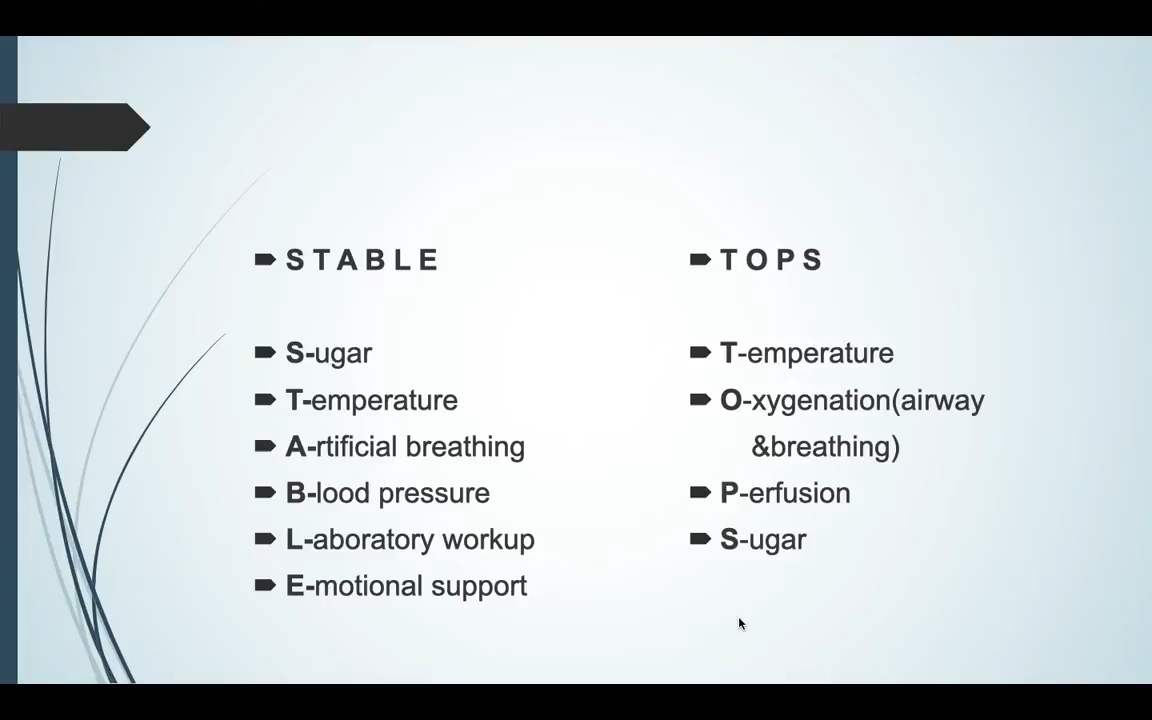 S T A B L E
S-ugar
T-emperature
A-rtificial breathing
B-lood pressure
L-aboratory workup
E-motional support
T O P S
T-emperature
O-xygenation(airway
&breathing)
P-erfusion
S-ugar